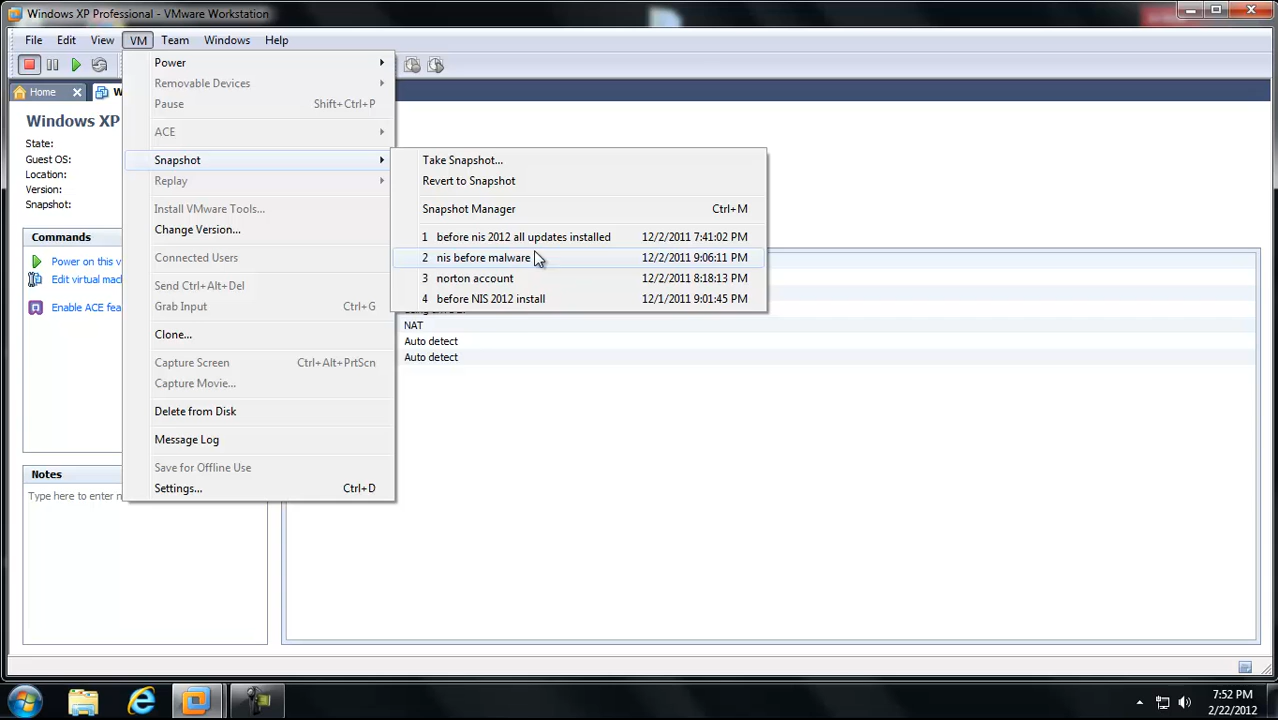 Windows XP Professional - VMware Workstation
File Edit View VM Team Windows Help
Home
W
Windows XP
State:
Guest OS:
Location:
Version:
Snapshot:
Commands
Power on this v
Edit virtual mach
Enable ACE fea
Notes
Type here to enter n
Power
Removable Devices
Pause Shift+Ctrl+P
ACE
Snapshot
Replay
Install VMware Tools...
Change Version...
Connected Users
Send Ctrl+Alt+Del
Grab Input Ctrl+G
Clone...
Capture Screen Ctrl+Alt+PrtScn
Capture Movie...
Delete from Disk
Message Log
Save for Offline Use
Settings... Ctrl+D
Take Snapshot...
Revert to Snapshot
Snapshot Manager Ctrl+M
1 before nis 2012 all updates installed 12/2/2011 7:41:02 PM
2 nis before malware 12/2/2011 9:06:11 PM
3 norton account 12/2/2011 8:18:13 PM
4 before NIS 2012 install 12/1/2011 9:01:45 PM
NAT
Auto detect
Auto detect
7:52 PM
2/22/2012